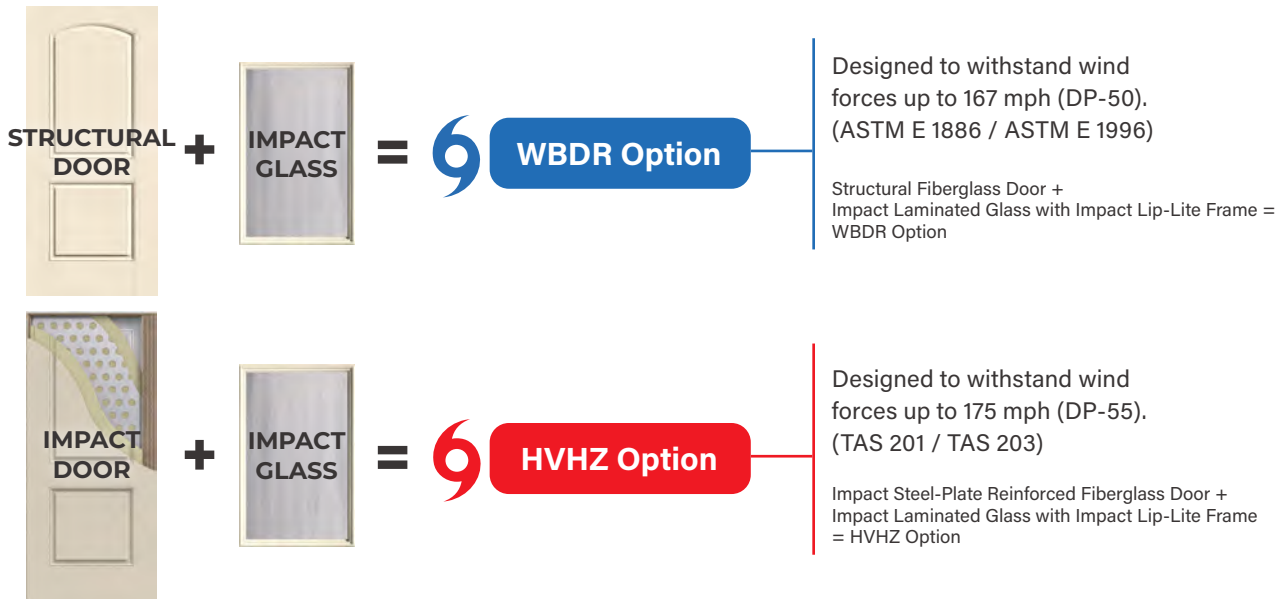 STRUCTURAL
DOOR
+
IMPACT
GLASS
=
WBDR Option
Designed to withstand wind
forces up to 167 mph (DP-50).
(ASTM E 1886 / ASTM E 1996)
Structural Fiberglass Door +
Impact Laminated Glass with Impact Lip-Lite Frame =
WBDR Option
IMPACT
DOOR
+
IMPACT
GLASS
=
HVHZ Option
Designed to withstand wind
forces up to 175 mph (DP-55).
(TAS 201 / TAS 203)
Impact Steel-Plate Reinforced Fiberglass Door +
Impact Laminated Glass with Impact Lip-Lite Frame
= HVHZ Option